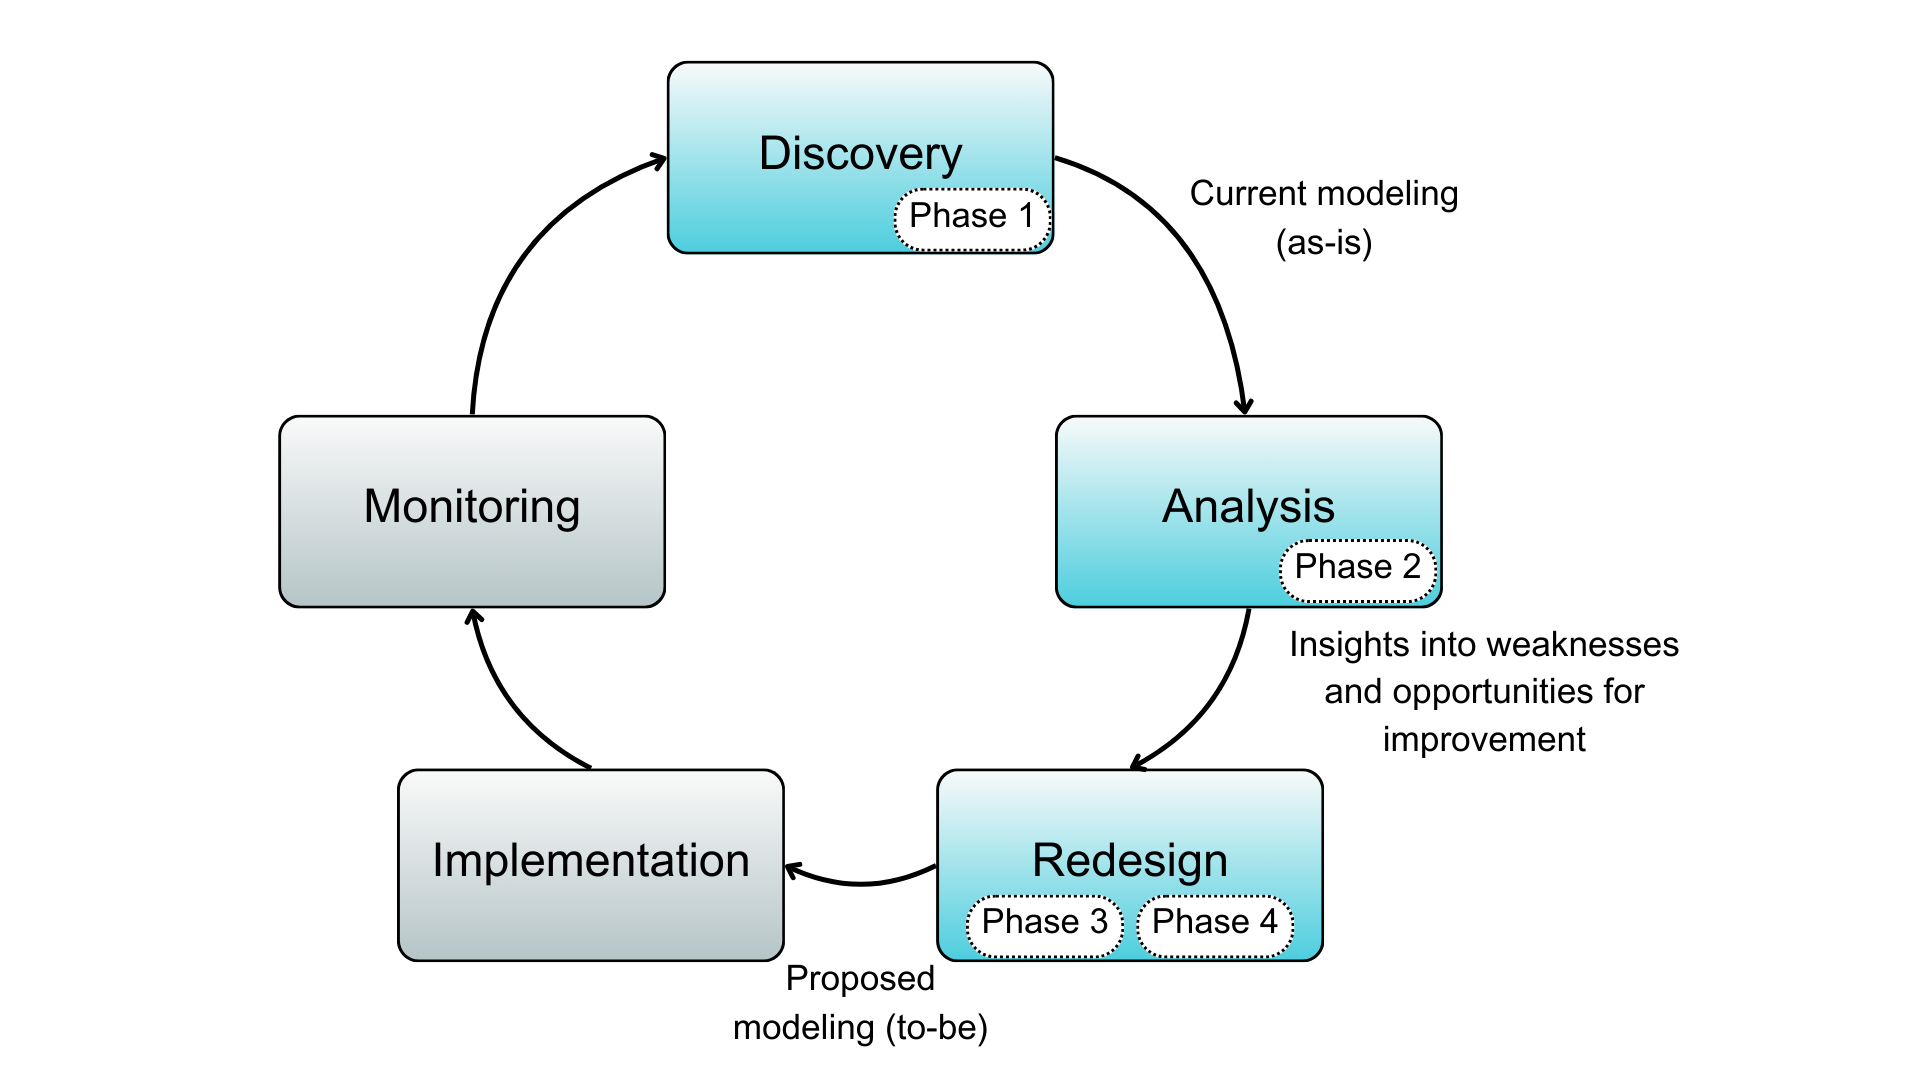 Discovery
Phase 1
Current modeling
(as-is)
Monitoring
Analysis
Phase 2
Insights into weaknesses
and opportunities for
improvement
Implementation
Redesign
Phase 3
Phase 4
Proposed
modeling (to-be)